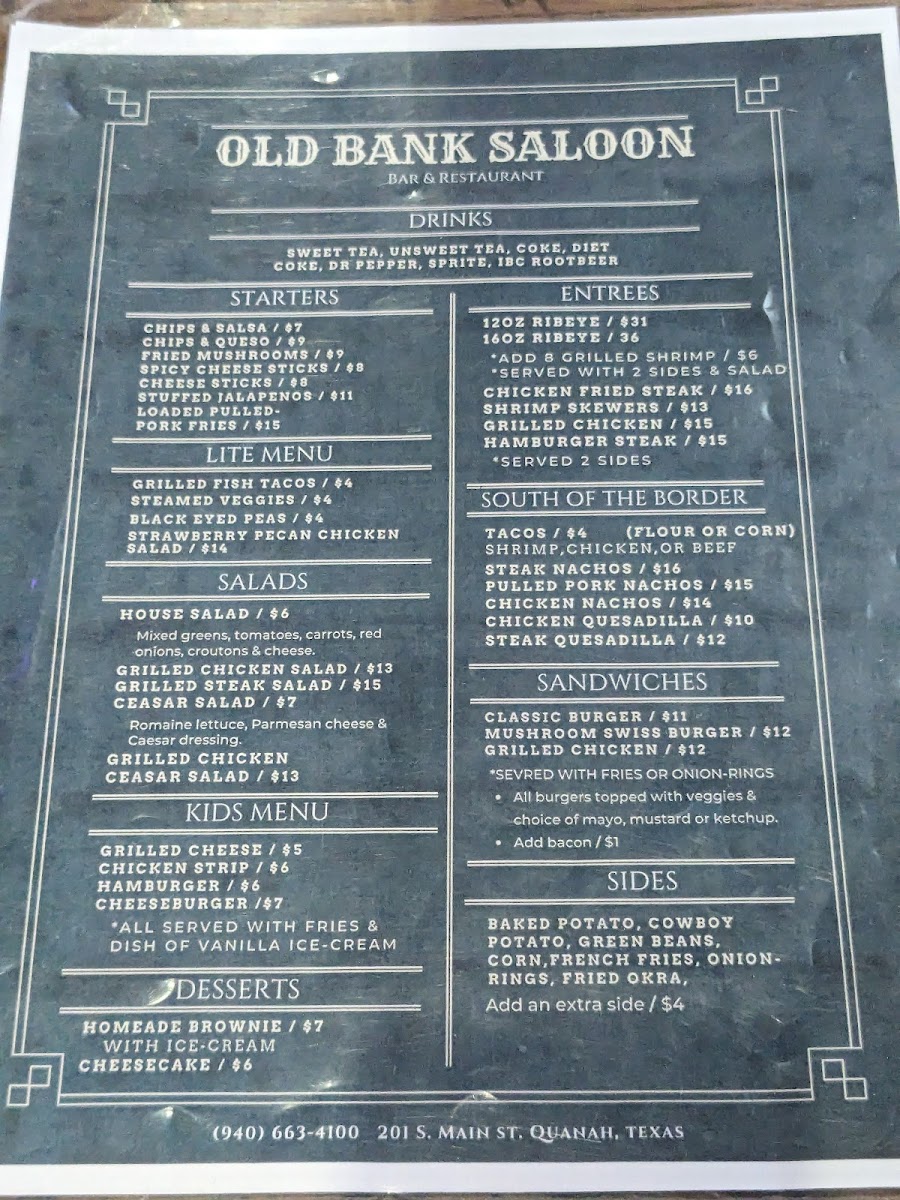 OLD BANK SALOON
BAR & RESTAURANT
DRINKS
SWEET TEA, UNSWEET TEA, COKE, DIET
COKE, DR PEPPER, SPRITE, IBC ROOTBEER
STARTERS
CHIPS & SALSA / $7
CHIPS & QUESO / $9
FRIED MUSHROOMS / $9
SPICY CHEESE STICKS / $8
CHEESE STICKS / $8
STUFFED JALAPENOS / $11
LOADED PULLED-
PORK FRIES / $15
LITE MENU
GRILLED FISH TACOS / $4
STEAMED VEGGIES / $4
BLACK EYED PEAS / $4
STRAWBERRY PECAN CHICKEN
SALAD / $14
SALADS
HOUSE SALAD / $6
Mixed greens, tomatoes, carrots, red
onions, croutons & cheese.
GRILLED CHICKEN SALAD / $13
GRILLED STEAK SALAD / $15
CEASAR SALAD / $7
Romaine lettuce, Parmesan cheese &
Caesar dressing.
GRILLED CHICKEN
CEASAR SALAD / $13
KIDS MENU
GRILLED CHEESE / $5
CHICKEN STRIP / $6
HAMBURGER / $6
CHEESEBURGER /$7
*ALL SERVED WITH FRIES &
DISH OF VANILLA ICE-CREAM
DESSERTS
HOMEADE BROWNIE / $7
WITH ICE-CREAM
CHEESECAKE / $6
ENTREES
12OZ RIBEYE / $31
16OZ RIBEYE / 36
*ADD 8 GRILLED SHRIMP / $6
*SERVED WITH 2 SIDES & SALAD
CHICKEN FRIED STEAK / $16
SHRIMP SKEWERS / $13
GRILLED CHICKEN / $15
HAMBURGER STEAK / $15
*SERVED 2 SIDES
SOUTH OF THE BORDER
TACOS / $4 (FLOUR OR CORN)
SHRIMP,CHICKEN,OR BEEF
STEAK NACHOS / $16
PULLED PORK NACHOS / $15
CHICKEN NACHOS / $14
CHICKEN QUESADILLA / $10
STEAK QUESADILLA / $12
SANDWICHES
CLASSIC BURGER / $11
MUSHROOM SWISS BURGER / $12
GRILLED CHICKEN / $12
*SEVRED WITH FRIES OR ONION-RINGS
• All burgers topped with veggies &
choice of mayo, mustard or ketchup.
• Add bacon / $1
SIDES
BAKED POTATO, COWBOY
POTATO, GREEN BEANS,
CORN,FRENCH FRIES, ONION-
RINGS, FRIED OKRA,
Add an extra side / $4
(940) 663-4100 201 S. MAIN ST. QUANAH, TEXAS